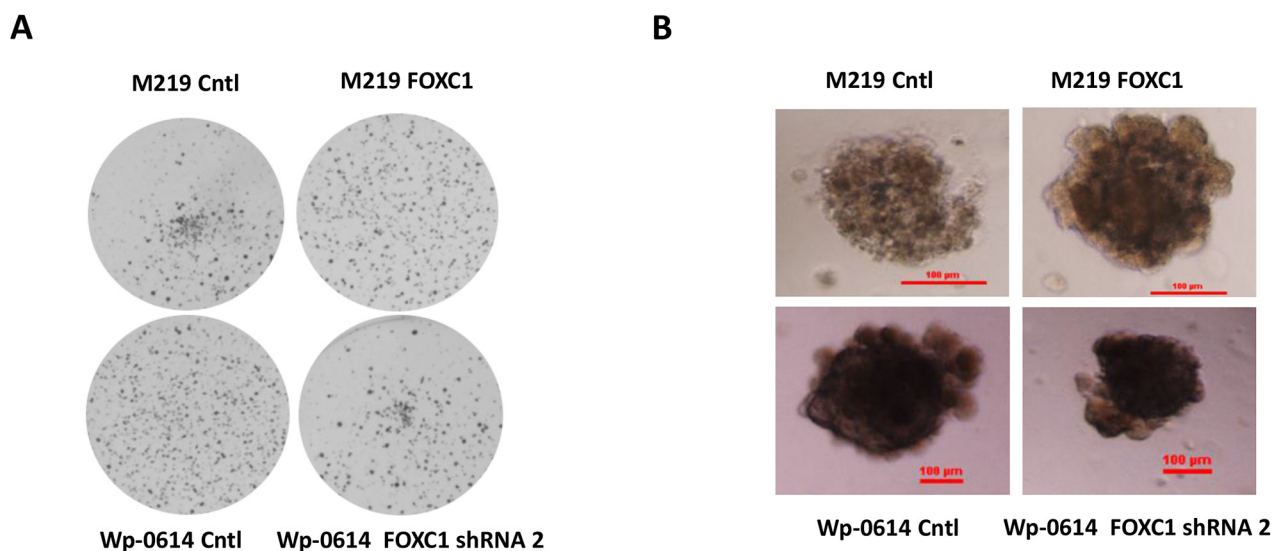 A
B
M219 Cntl
M219 FOXC1
M219 Cntl
M219 FOXC1
100 µm
100 µm
100 µm
100 µm
Wp-0614 Cntl
Wp-0614 FOXC1 shRNA 2
Wp-0614 Cntl
Wp-0614 FOXC1 shRNA 2